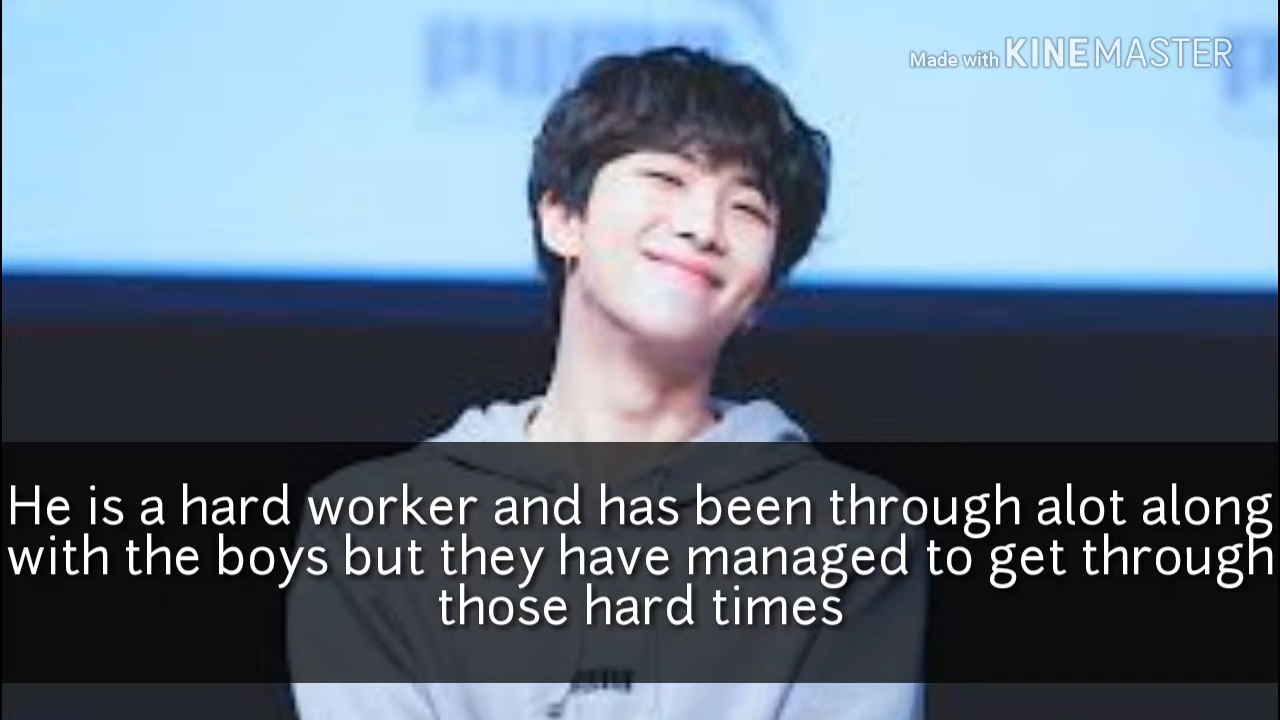 Made with KINEMASTER
He is a hard worker and has been through alot along
with the boys but they have managed to get through
those hard times